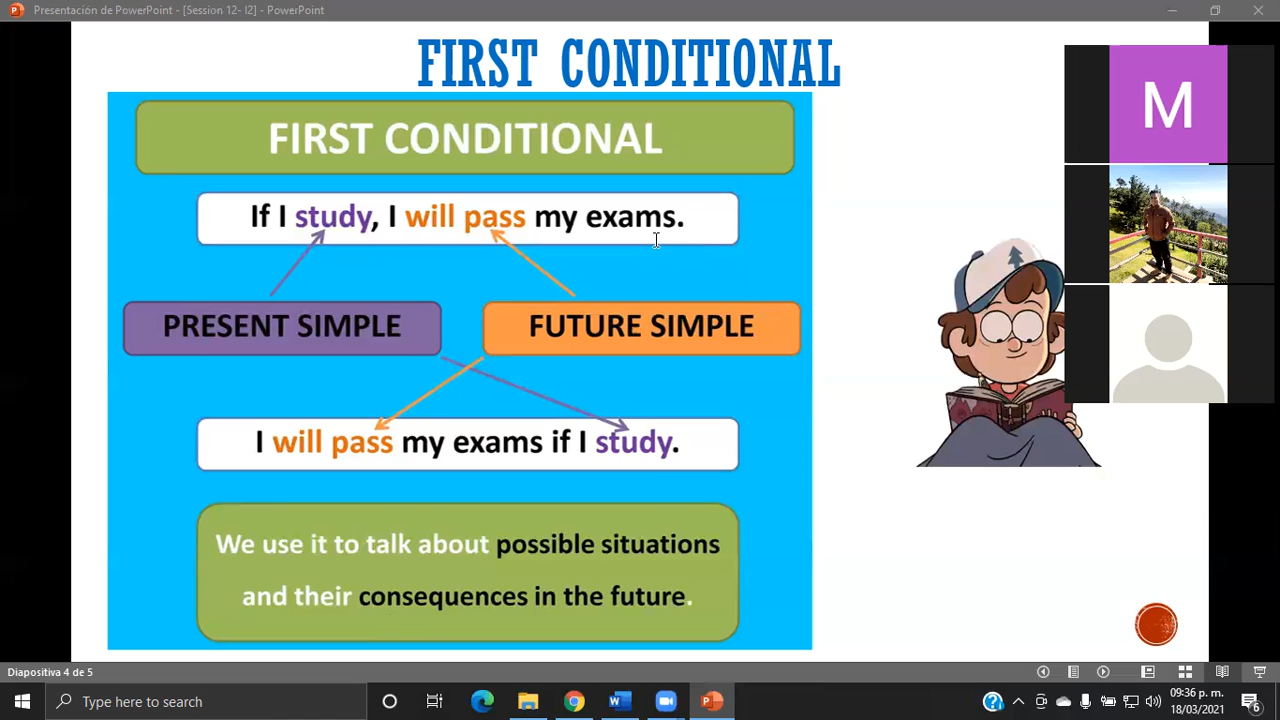 Presentación de PowerPoint - [Session 12- I2] - PowerPoint
FIRST CONDITIONAL
M
FIRST CONDITIONAL
If I study, I will pass my exams.
PRESENT SIMPLE
FUTURE SIMPLE
I will pass my exams if I study.
We use it to talk about possible situations
and their consequences in the future.
Diapositiva 4 de 5
Type here to search
09:36 p. m.
18/03/2021
6